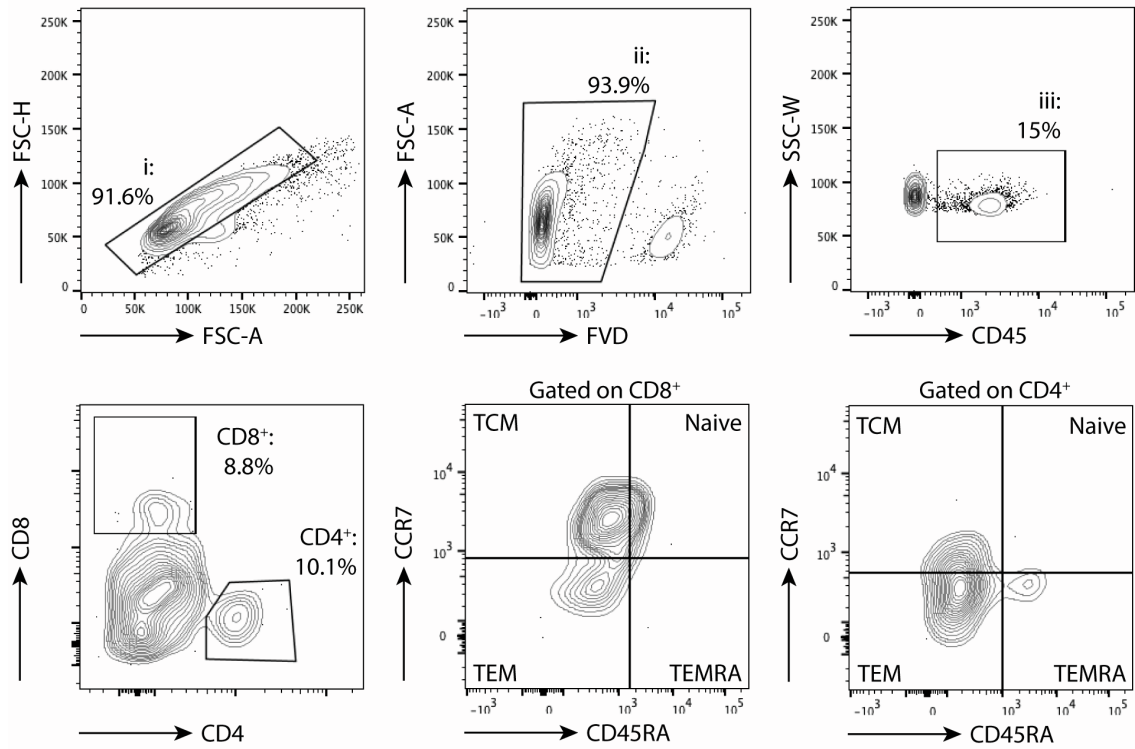 250K
200K
150K
100K
50K
0
FSC-H
i:
91.6%
0
50K
100K
150K
200K
250K
FSC-A
250K
200K
150K
100K
50K
0
FSC-A
ii:
93.9%
-10³
0
10³
10⁴
10⁵
FVD
250K
200K
150K
100K
50K
0
SSC-W
iii:
15%
-10³
0
10³
10⁴
10⁵
CD45
CD8
CD8⁺:
8.8%
CD4⁺:
10.1%
CD4
Gated on CD8⁺
TCM
Naive
10⁴
10³
0
CCR7
TEM
TEMRA
-10³
0
10³
10⁴
10⁵
CD45RA
Gated on CD4⁺
TCM
Naive
10⁴
10³
0
CCR7
TEM
TEMRA
-10³
0
10³
10⁴
10⁵
CD45RA